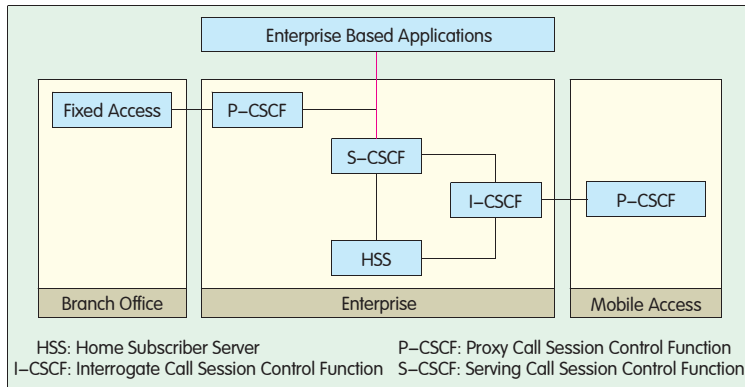 Enterprise Based Applications
Fixed Access
P–CSCF
S–CSCF
I–CSCF
P–CSCF
HSS
Branch Office
Enterprise
Mobile Access
HSS: Home Subscriber Server
P–CSCF: Proxy Call Session Control Function
I–CSCF: Interrogate Call Session Control Function
S–CSCF: Serving Call Session Control Function